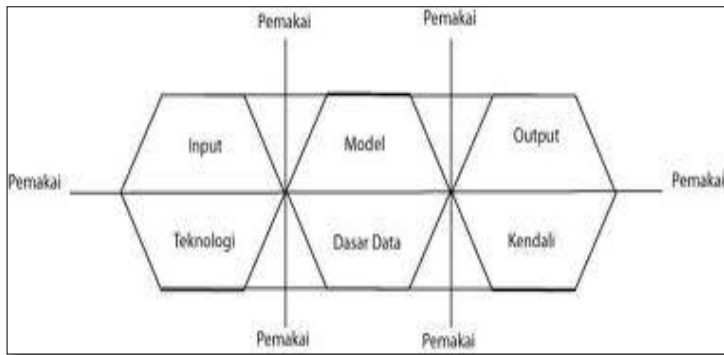 Pemakai
Pemakai
Input
Model
Output
Pemakai
Pemakai
Teknologi
Dasar Data
Kendali
Pemakai
Pemakai